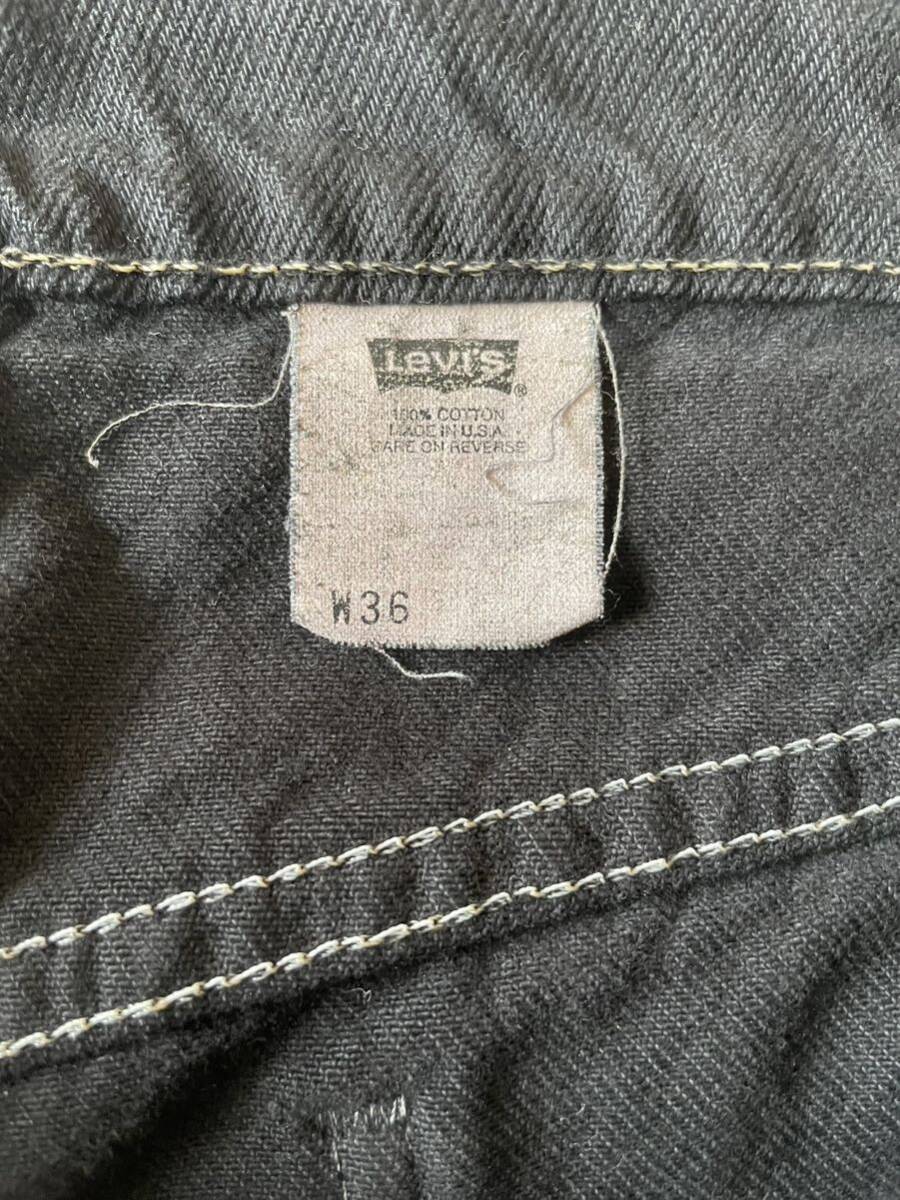 Levi's®
100% COTTON
MADE IN U.S.A.
CARE ON REVERSE
W36